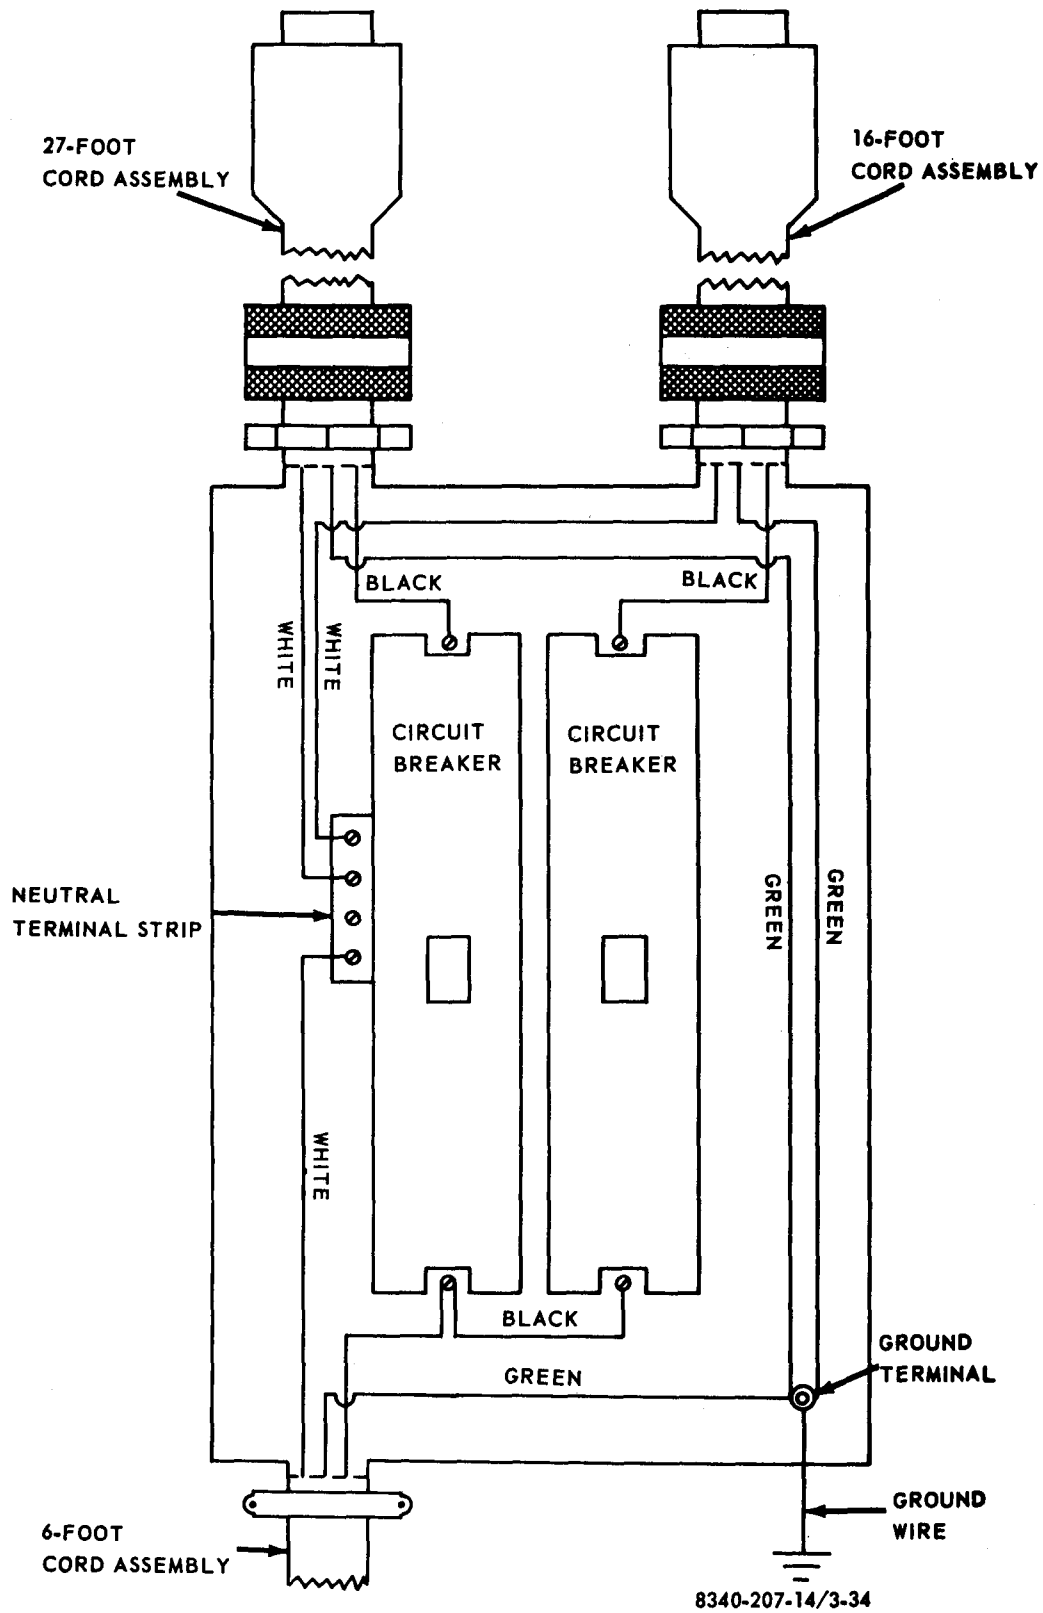 27-FOOT
CORD ASSEMBLY
16-FOOT
CORD ASSEMBLY
BLACK
BLACK
WHITE
WHITE
CIRCUIT
BREAKER
CIRCUIT
BREAKER
NEUTRAL
TERMINAL STRIP
GREEN
GREEN
WHITE
BLACK
GREEN
GROUND
TERMINAL
GROUND
WIRE
6-FOOT
CORD ASSEMBLY
8340-207-14/3-34